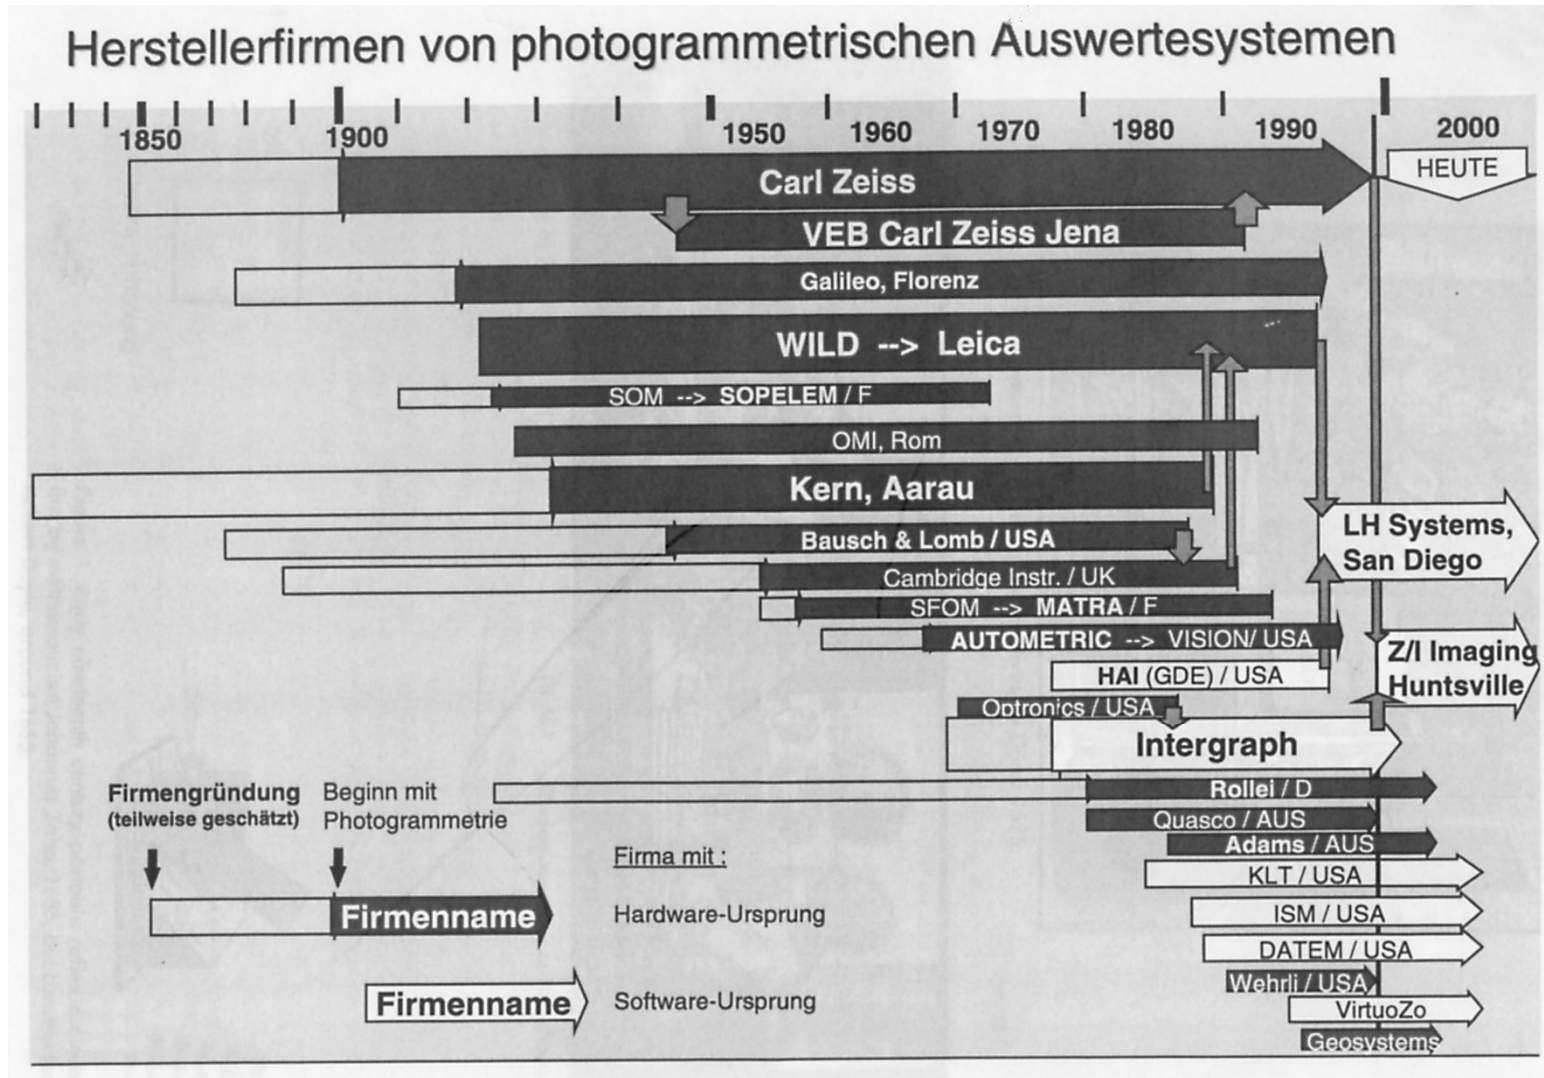 Herstellerfirmen von photogrammetrischen Auswertesystemen
1850 1900 1950 1960 1970 1980 1990 2000
HEUTE
Carl Zeiss
VEB Carl Zeiss Jena
Galileo, Florenz
WILD --> Leica
SOM --> SOPELEM / F
OMI, Rom
Kern, Aarau
LH Systems,
San Diego
Bausch & Lomb / USA
Cambridge Instr. / UK
SFOM --> MATRA / F
AUTOMETRIC --> VISION/ USA
Z/I Imaging
Huntsville
HAI (GDE) / USA
Optronics / USA
Intergraph
Rollei / D
Quasco / AUS
Adams / AUS
KLT / USA
ISM / USA
DATEM / USA
Wehrli / USA
VirtuoZo
Geosystems
Firmengründung
(teilweise geschätzt)
Beginn mit
Photogrammetrie
Firma mit :
Firmenname
Hardware-Ursprung
Firmenname
Software-Ursprung